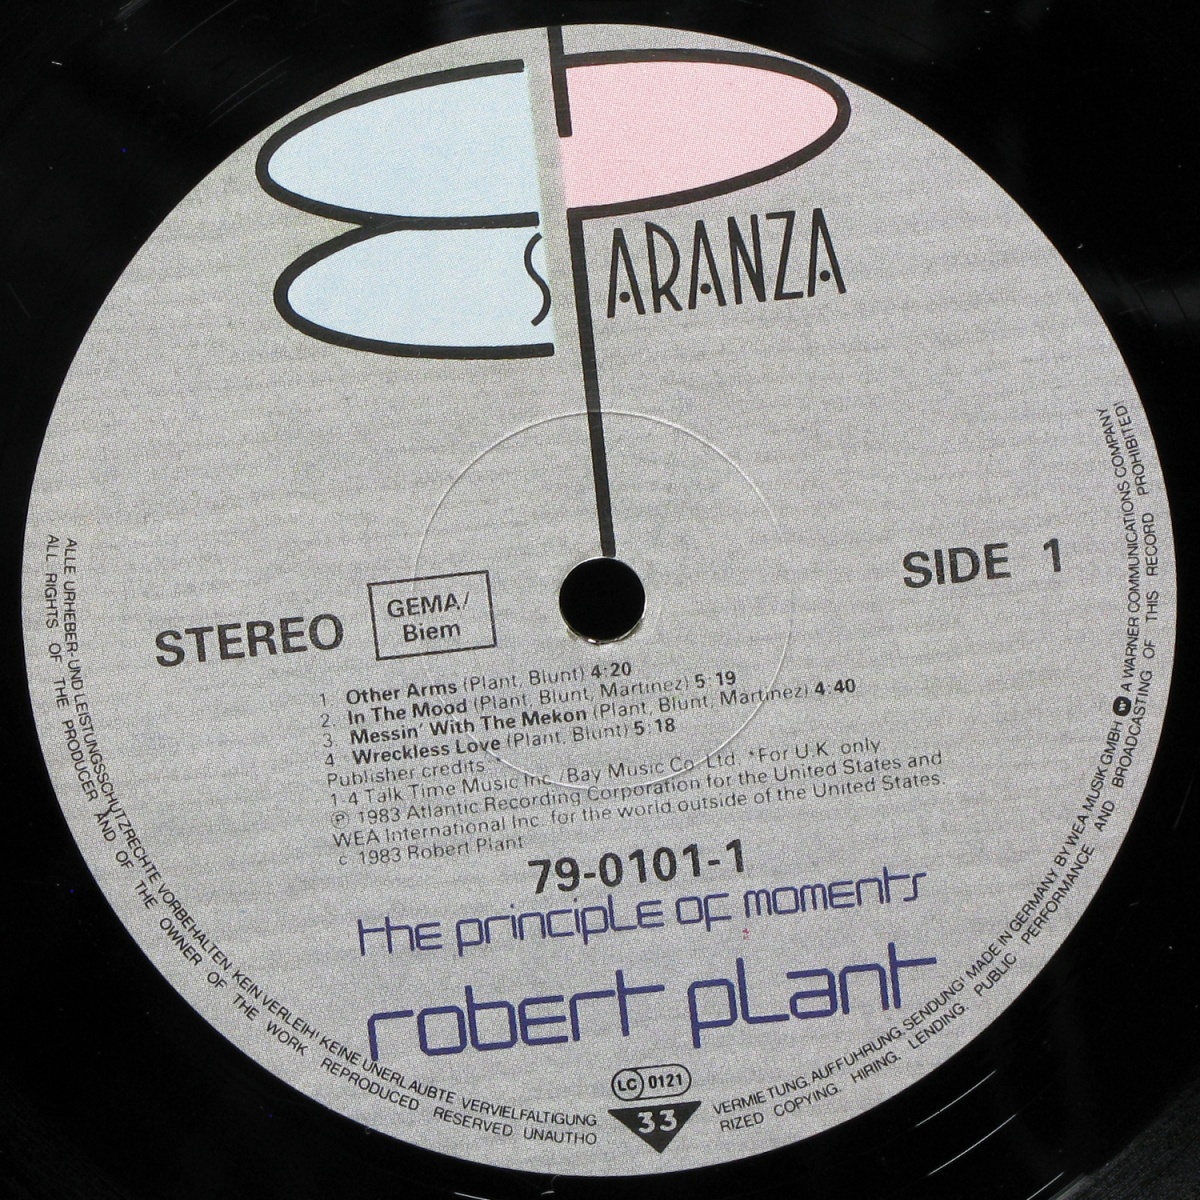 ESPARANZA
SIDE 1
STEREO
GEMA/
Biem
1. Other Arms (Plant, Blunt) 4:20
2. In The Mood (Plant, Blunt, Martinez) 5:19
3. Messin' With The Mekon (Plant, Blunt, Martinez) 4:40
4. Wreckless Love (Plant, Blunt) 5:18
Publisher credits:
1-4 Talk Time Music Inc./Bay Music Co. Ltd. *For U.K. only.
℗ 1983 Atlantic Recording Corporation for the United States and
WEA International Inc. for the world outside of the United States.
c 1983 Robert Plant
79-0101-1
the principle of moments
robert plant
LC 0121
33
ALLE URHEBER- UND LEISTUNGSSCHUTZRECHTE VORBEHALTEN KEIN VERLEIH! KEINE UNERLAUBTE VERVIELFALTIGUNG VERMIETUNG. AUFFUHRUNG. SENDUNG! MADE IN GERMANY BY WEA MUSIK GMBH A WARNER COMMUNICATIONS COMPANY
ALL RIGHTS OF THE PRODUCER AND OF THE OWNER OF THE WORK REPRODUCED RESERVED UNAUTHORIZED COPYING. HIRING. LENDING. PUBLIC PERFORMANCE AND BROADCASTING OF THIS RECORD PROHIBITED!